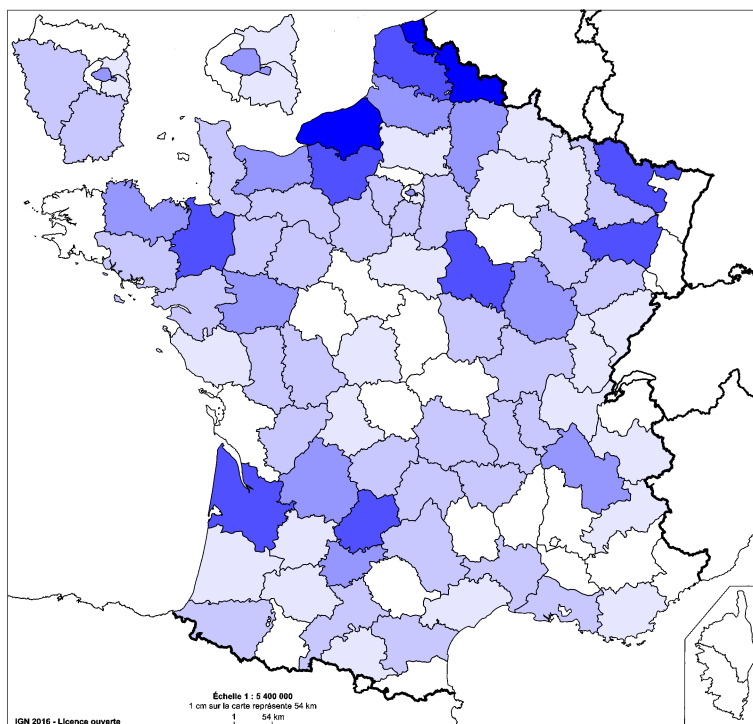 Échelle 1 : 5 400 000
1 cm sur la carte représente 54 km
1 54 km
IGN 2016 - Licence ouverte